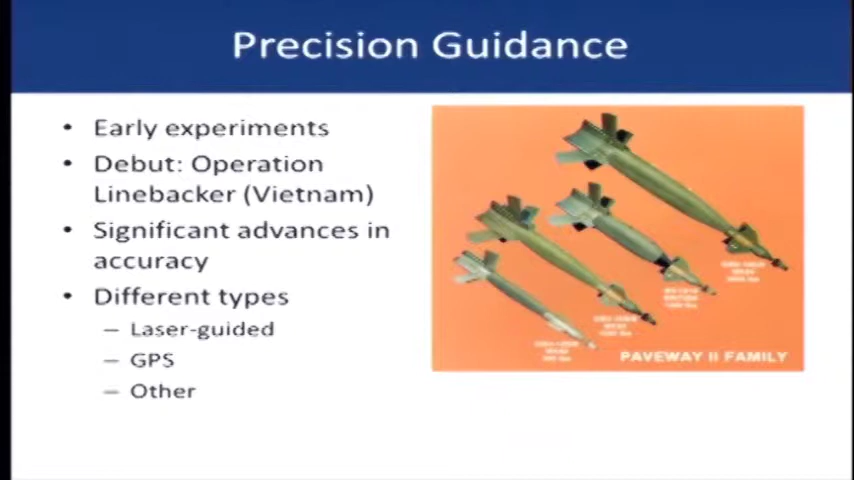 Precision Guidance
• Early experiments
• Debut: Operation
Linebacker (Vietnam)
• Significant advances in
accuracy
• Different types
– Laser-guided
– GPS
– Other
PAVEWAY II FAMILY